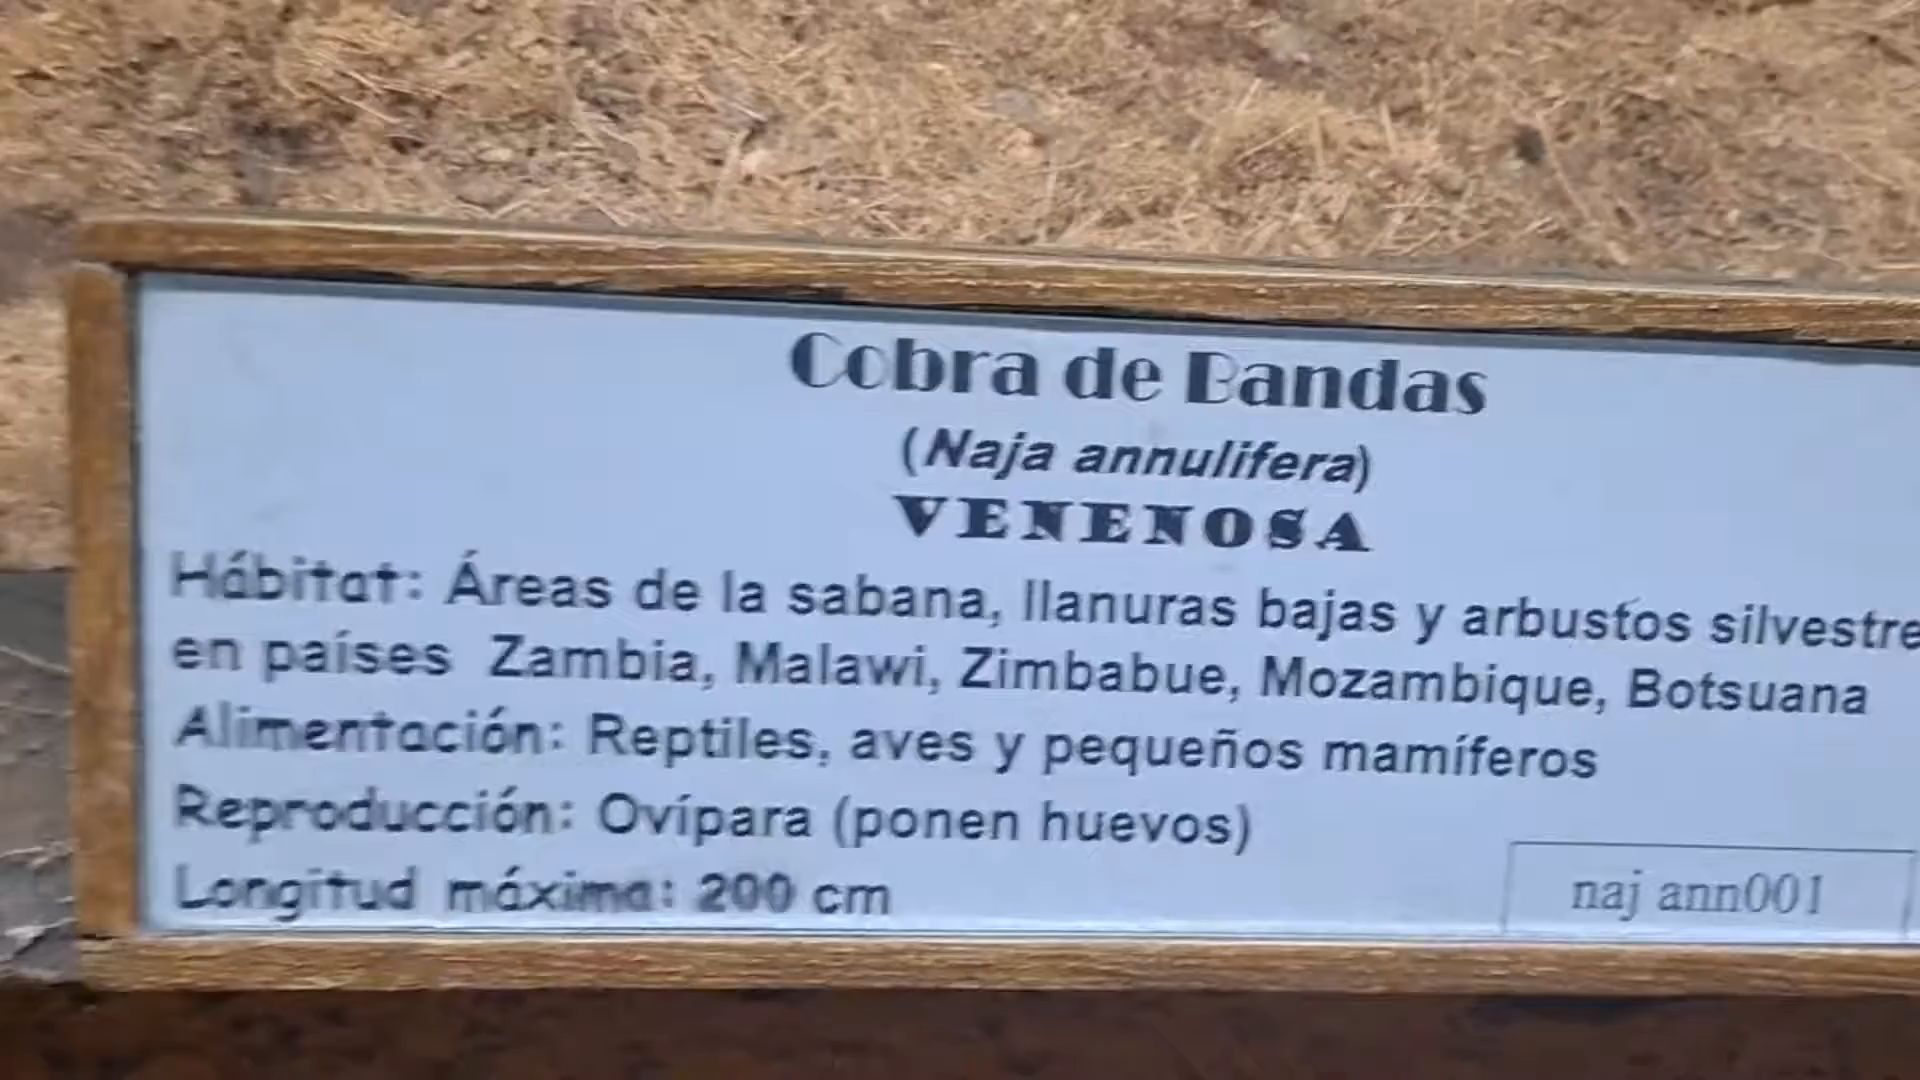 Cobra de Bandas
(Naja annulifera)
VENENOSA
Hábitat: Áreas de la sabana, llanuras bajas y arbustos silvestre
en países Zambia, Malawi, Zimbabue, Mozambique, Botsuana
Alimentación: Reptiles, aves y pequeños mamíferos
Reproducción: Ovípara (ponen huevos)
Longitud máxima: 200 cm
naj ann001